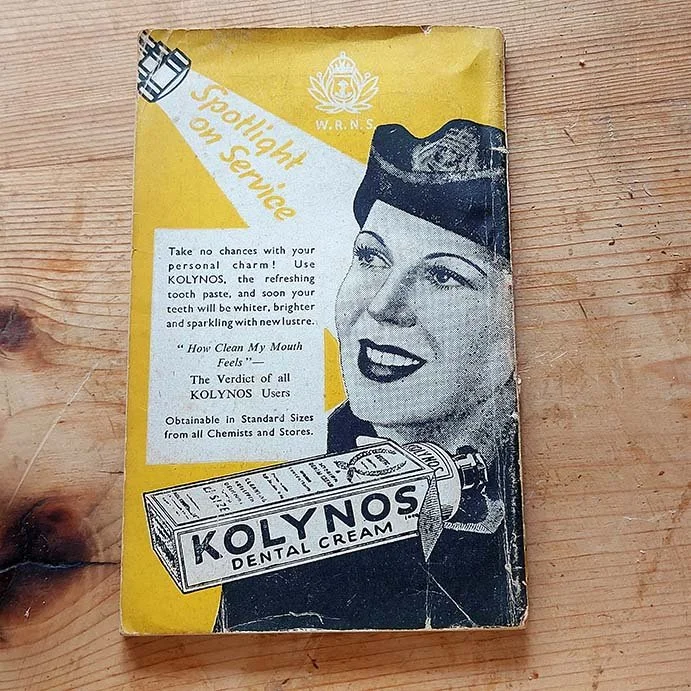 Spotlight
on Service
W.R.N.S.
Take no chances with your
personal charm! Use
KOLYNOS, the refreshing
tooth paste, and soon your
teeth will be whiter, brighter
and sparkling with new lustre.
"How Clean My Mouth
Feels"—
The Verdict of all
KOLYNOS Users
Obtainable in Standard Sizes
from all Chemists and Stores.
KOLYNOS
KOLYNOS
DENTAL CREAM